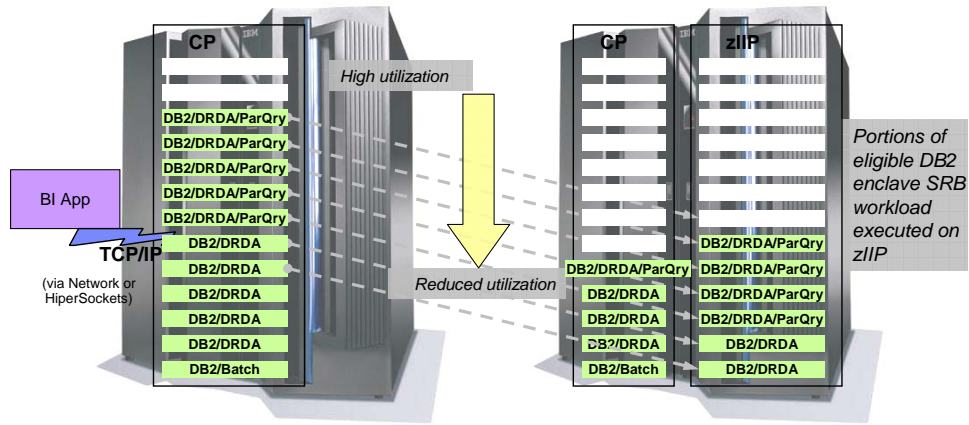 CP
IBM
High utilization
DB2/DRDA/ParQry
DB2/DRDA/ParQry
DB2/DRDA/ParQry
DB2/DRDA/ParQry
DB2/DRDA/ParQry
DB2/DRDA
DB2/DRDA
DB2/DRDA
DB2/DRDA
DB2/DRDA
DB2/Batch
BI App
TCP/IP
(via Network or
HiperSockets)
Reduced utilization
CP
IBM
zIIP
DB2/DRDA/ParQry
DB2/DRDA
DB2/DRDA
DB2/DRDA
DB2/Batch
DB2/DRDA/ParQry
DB2/DRDA/ParQry
DB2/DRDA/ParQry
DB2/DRDA/ParQry
DB2/DRDA
DB2/DRDA
Portions of
eligible DB2
enclave SRB
workload
executed on
zIIP